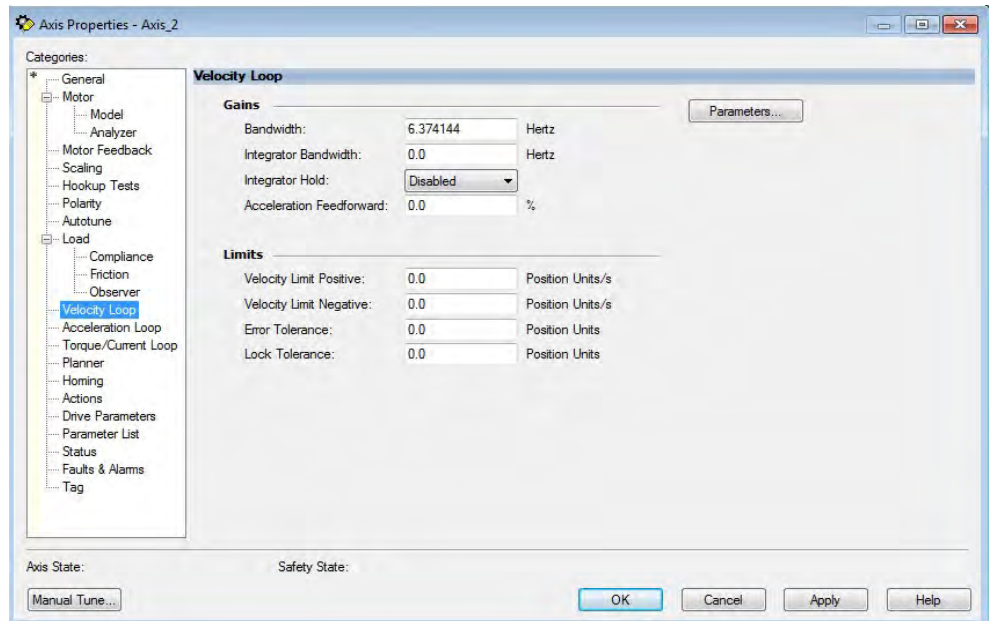 Axis Properties - Axis_2
Categories:
*
General
Motor
Model
Analyzer
Motor Feedback
Scaling
Hookup Tests
Polarity
Autotune
Load
Compliance
Friction
Observer
Velocity Loop
Acceleration Loop
Torque/Current Loop
Planner
Homing
Actions
Drive Parameters
Parameter List
Status
Faults & Alarms
Tag
Velocity Loop
Gains
Parameters...
Bandwidth: 6.374144 Hertz
Integrator Bandwidth: 0.0 Hertz
Integrator Hold: Disabled
Acceleration Feedforward: 0.0 %
Limits
Velocity Limit Positive: 0.0 Position Units/s
Velocity Limit Negative: 0.0 Position Units/s
Error Tolerance: 0.0 Position Units
Lock Tolerance: 0.0 Position Units
Axis State: Safety State:
Manual Tune... OK Cancel Apply Help